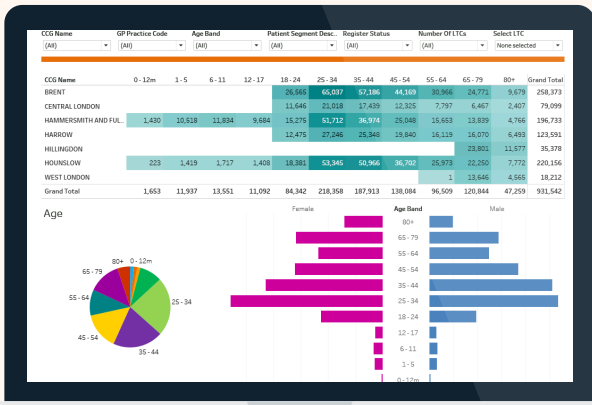 CCG Name GP Practice Code Age Band Patient Segment Desc.. Register Status Number Of LTCs Select LTC
(All) (All) (All) (All) (All) (All) None selected
CCG Name 0 - 12m 1 - 5 6 - 11 12 - 17 18 - 24 25 - 34 35 - 44 45 - 54 55 - 64 65 - 79 80+ Grand Total
BRENT 26,565 65,037 57,186 44,169 30,966 24,771 9,679 258,373
CENTRAL LONDON 11,646 21,018 17,439 12,325 7,797 6,467 2,407 79,099
HAMMERSMITH AND FUL.. 1,430 10,518 11,834 9,684 15,275 51,712 36,974 25,048 15,653 13,839 4,766 196,733
HARROW 12,475 27,246 25,348 19,840 16,119 16,070 6,493 123,591
HILLINGDON 23,801 11,577 35,378
HOUNSLOW 223 1,419 1,717 1,408 18,381 53,345 50,966 36,702 25,973 22,250 7,772 220,156
WEST LONDON 1 13,646 4,565 18,212
Grand Total 1,653 11,937 13,551 11,092 84,342 218,358 187,913 138,084 96,509 120,844 47,259 931,542
Age
80+ 0 - 12m
65 - 79
55 - 64
25 - 34
45 - 54
35 - 44
Female Age Band Male
80+
65 - 79
55 - 64
45 - 54
35 - 44
25 - 34
18 - 24
12 - 17
6 - 11
1 - 5
0 - 12m